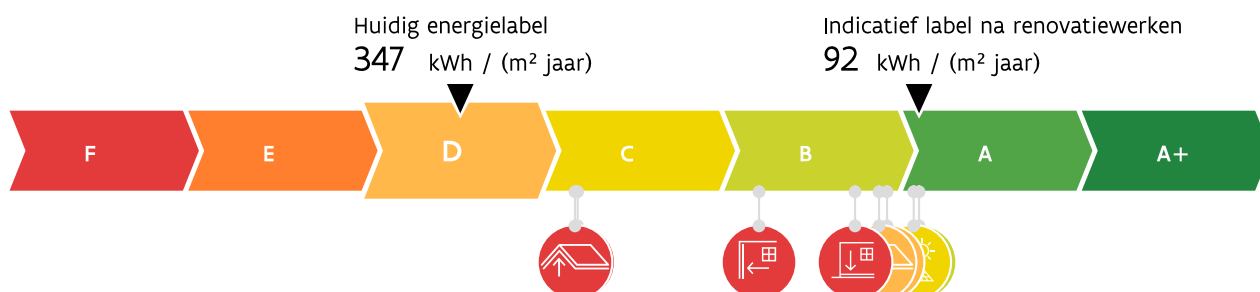 Huidig energielabel
347 kWh / (m² jaar)
Indicatief label na renovatiewerken
92 kWh / (m² jaar)
F E D C B A A+